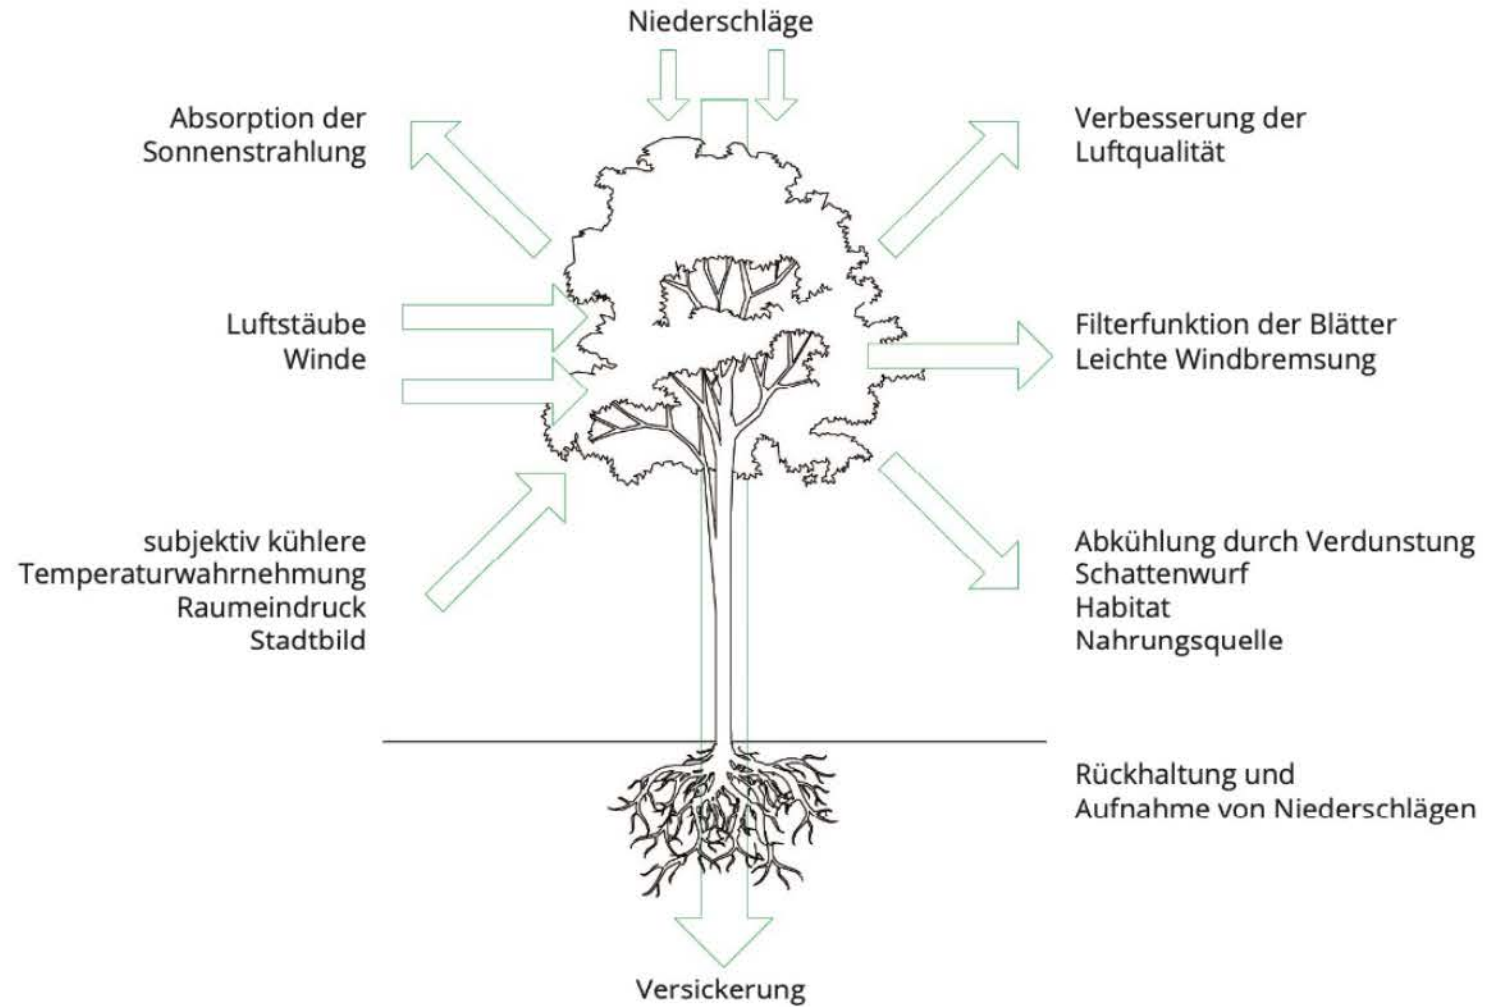 Niederschläge
Absorption der
Sonnenstrahlung
Verbesserung der
Luftqualität
Luftstäube
Winde
Filterfunktion der Blätter
Leichte Windbremsung
subjektiv kühlere
Temperaturwahrnehmung
Raumeindruck
Stadtbild
Abkühlung durch Verdunstung
Schattenwurf
Habitat
Nahrungsquelle
Rückhaltung und
Aufnahme von Niederschlägen
Versickerung